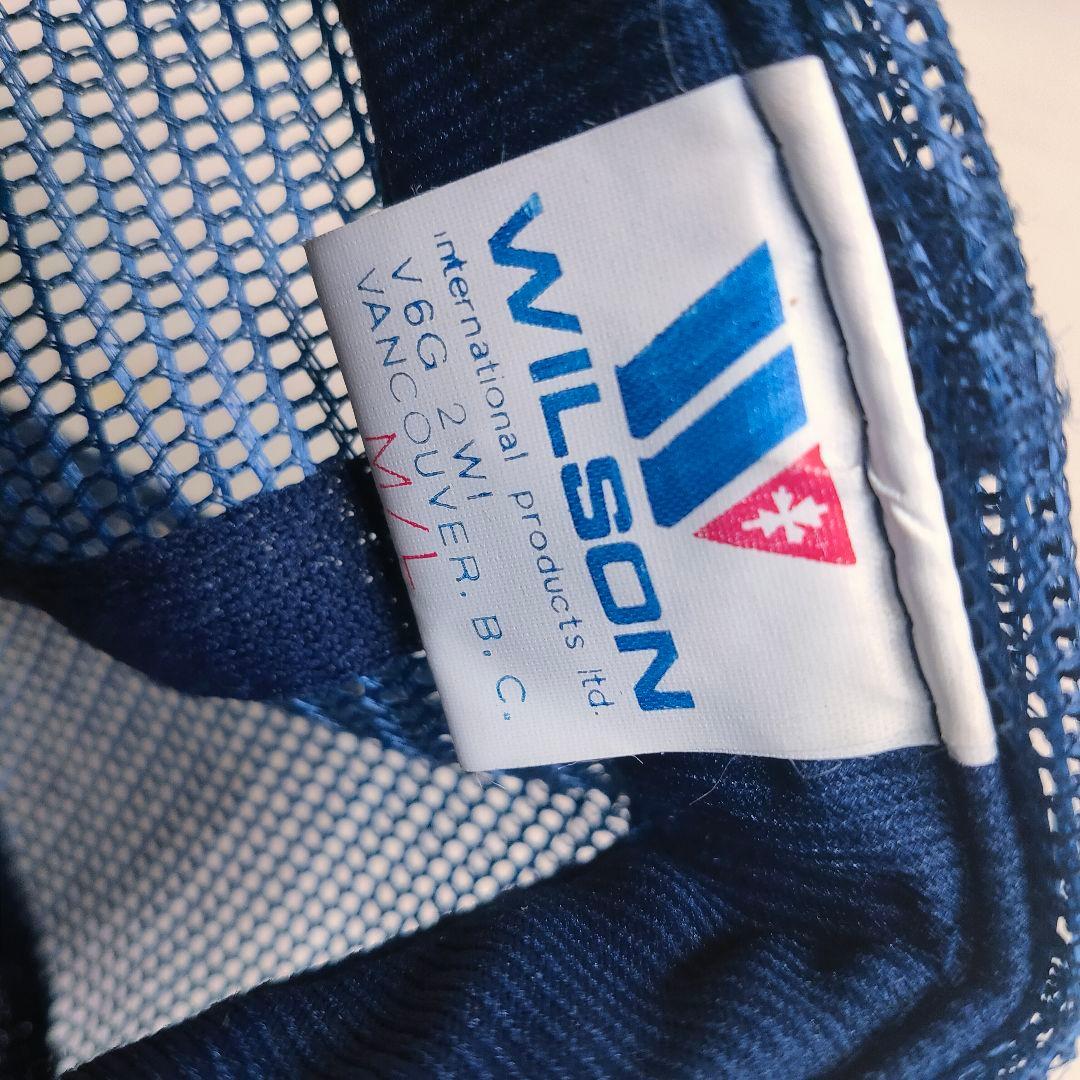 WILSON
international products ltd.
V6G 2W1
VANCOUVER. B.C.
M/L